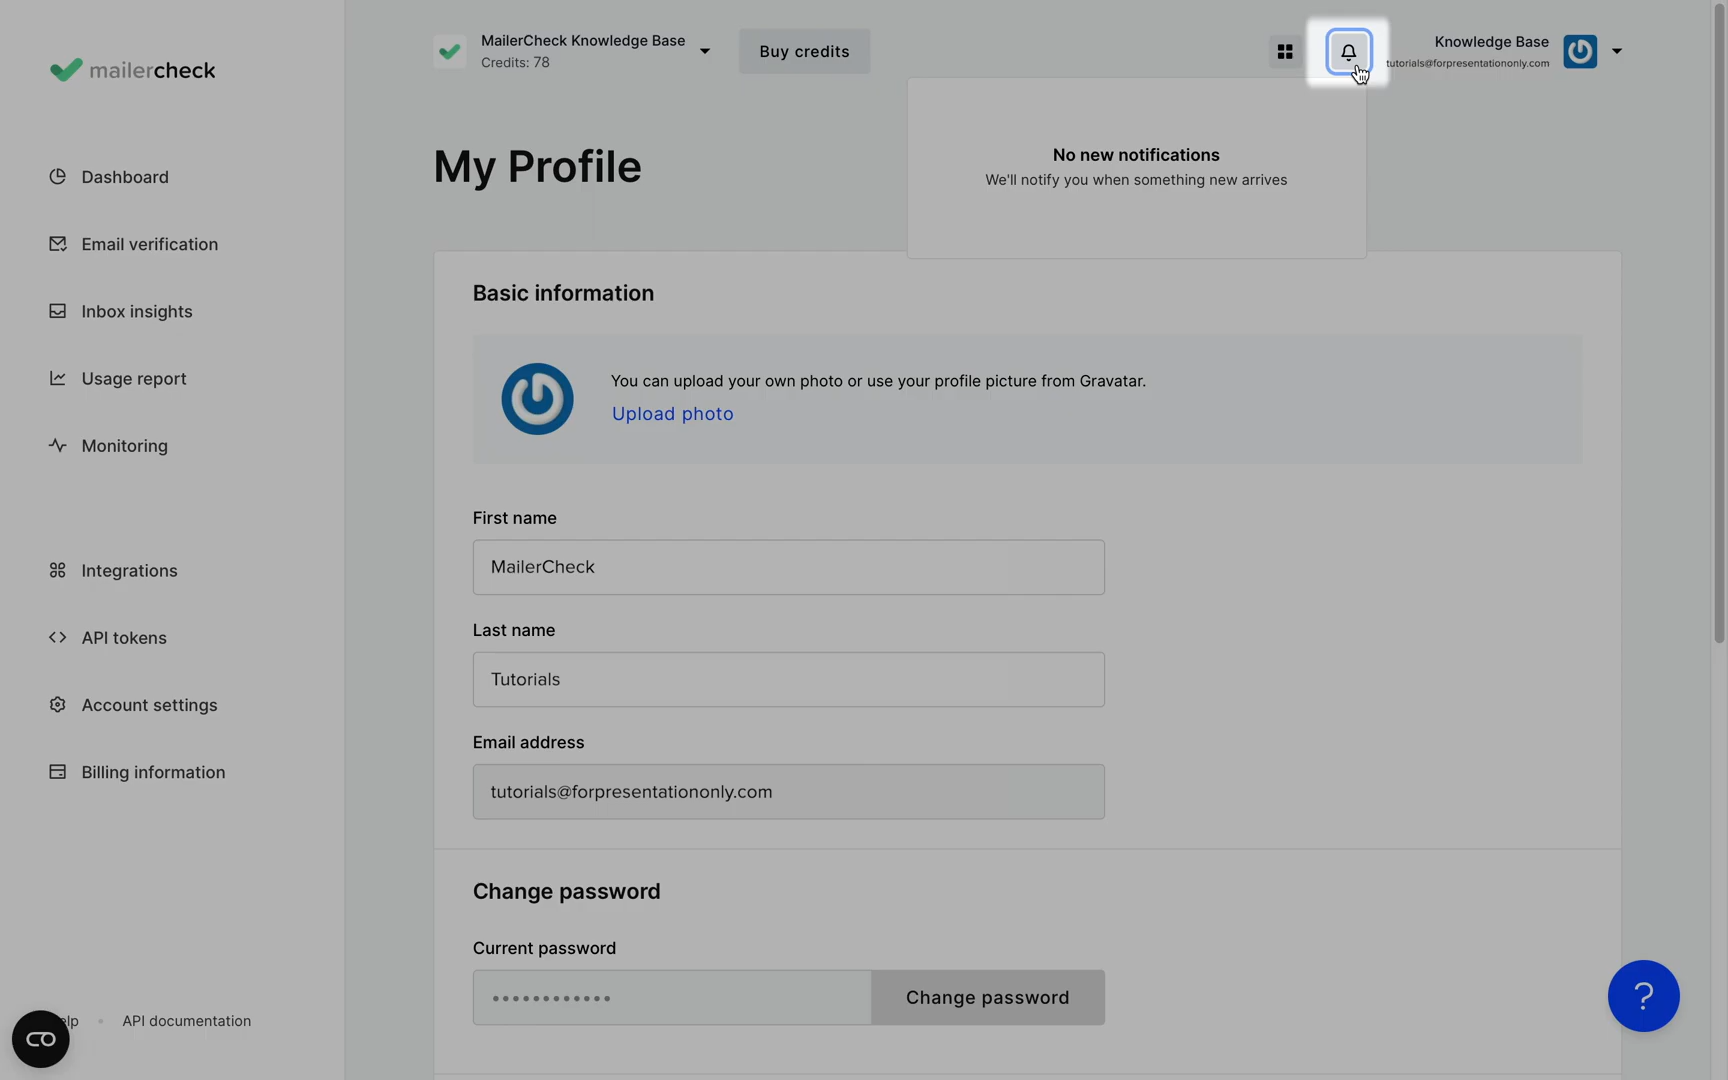 mailercheck
MailerCheck Knowledge Base
Credits: 78
Buy credits
Knowledge Base
tutorials@forpresentationonly.com
No new notifications
We'll notify you when something new arrives
Dashboard
Email verification
Inbox insights
Usage report
Monitoring
Integrations
API tokens
Account settings
Billing information
API documentation
My Profile
Basic information
You can upload your own photo or use your profile picture from Gravatar.
Upload photo
First name
MailerCheck
Last name
Tutorials
Email address
tutorials@forpresentationonly.com
Change password
Current password
Change password
?